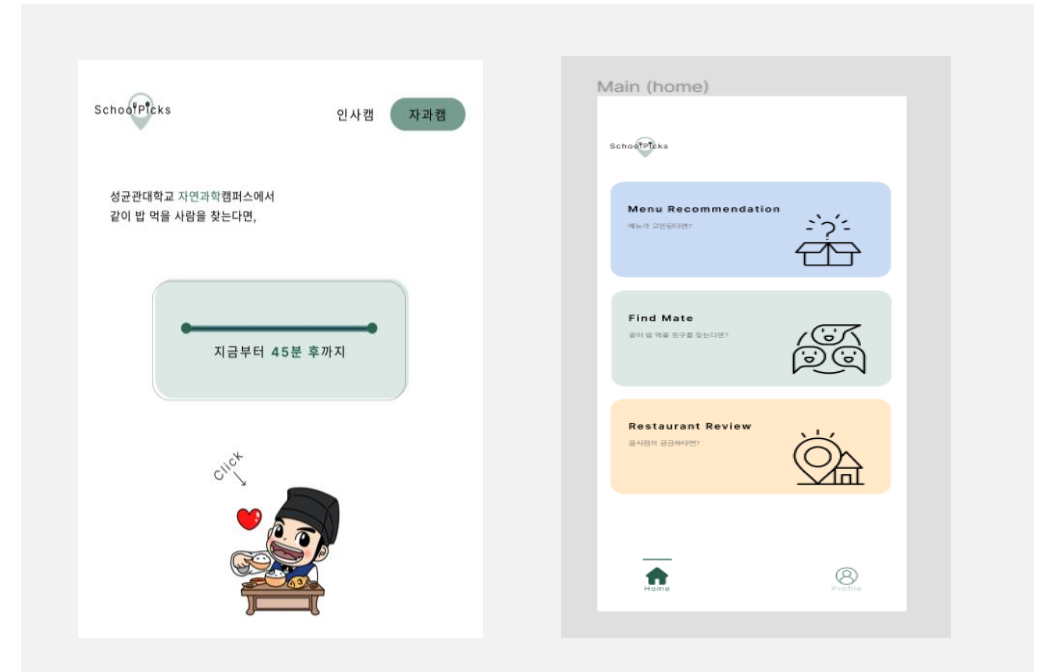 School Picks
인사캠
자과캠
성균관대학교 자연과학캠퍼스에서
같이 밥 먹을 사람을 찾는다면,
지금부터 45분 후까지
Click
Main (home)
School Picks
Menu Recommendation
메뉴가 고민된다면?
Find Mate
같이 밥 먹을 친구를 찾는다면?
Restaurant Review
음식점이 궁금하다면?
Home
Profile